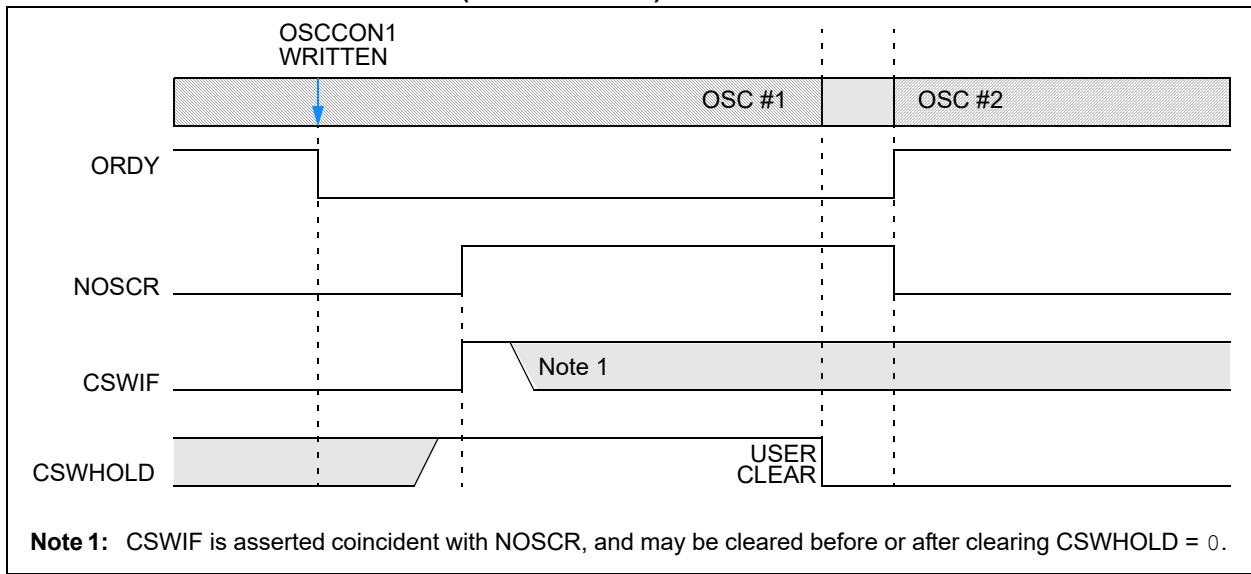 OSCCON1
WRITTEN
OSC #1
OSC #2
ORDY
NOSCR
CSWIF
Note 1
CSWHOLD
USER
CLEAR
Note 1: CSWIF is asserted coincident with NOSCR, and may be cleared before or after clearing CSWHOLD = 0.